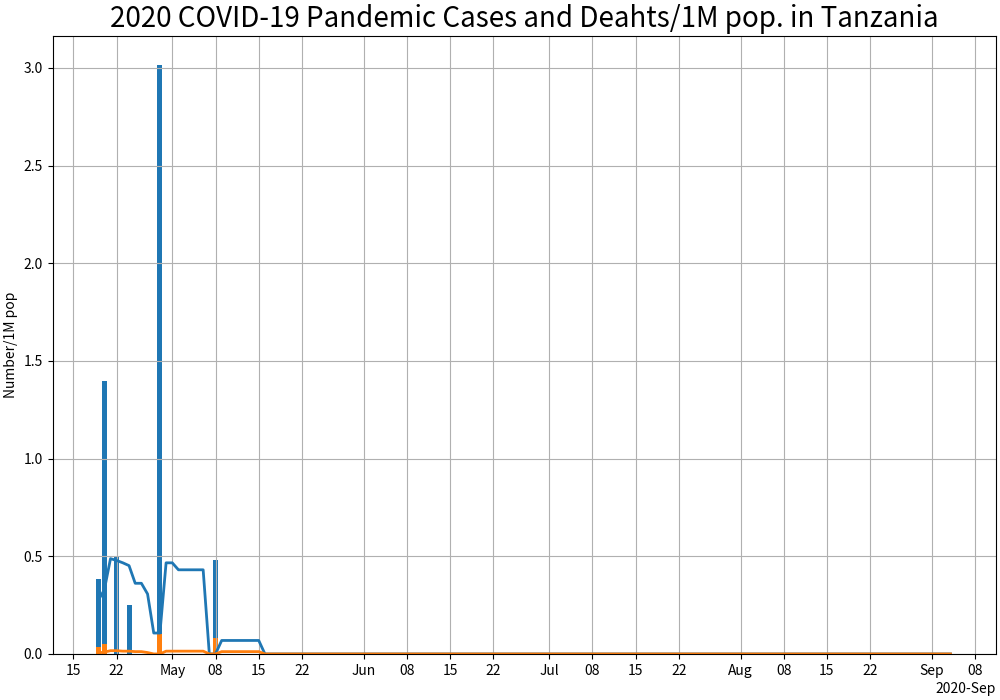 2020 COVID-19 Pandemic Cases and Deahts/1M pop. in Tanzania
Number/1M pop
3.0
2.5
2.0
1.5
1.0
0.5
0.0
15 22 May 08 15 22 Jun 08 15 22 Jul 08 15 22 Aug 08 15 22 Sep 08
2020-Sep